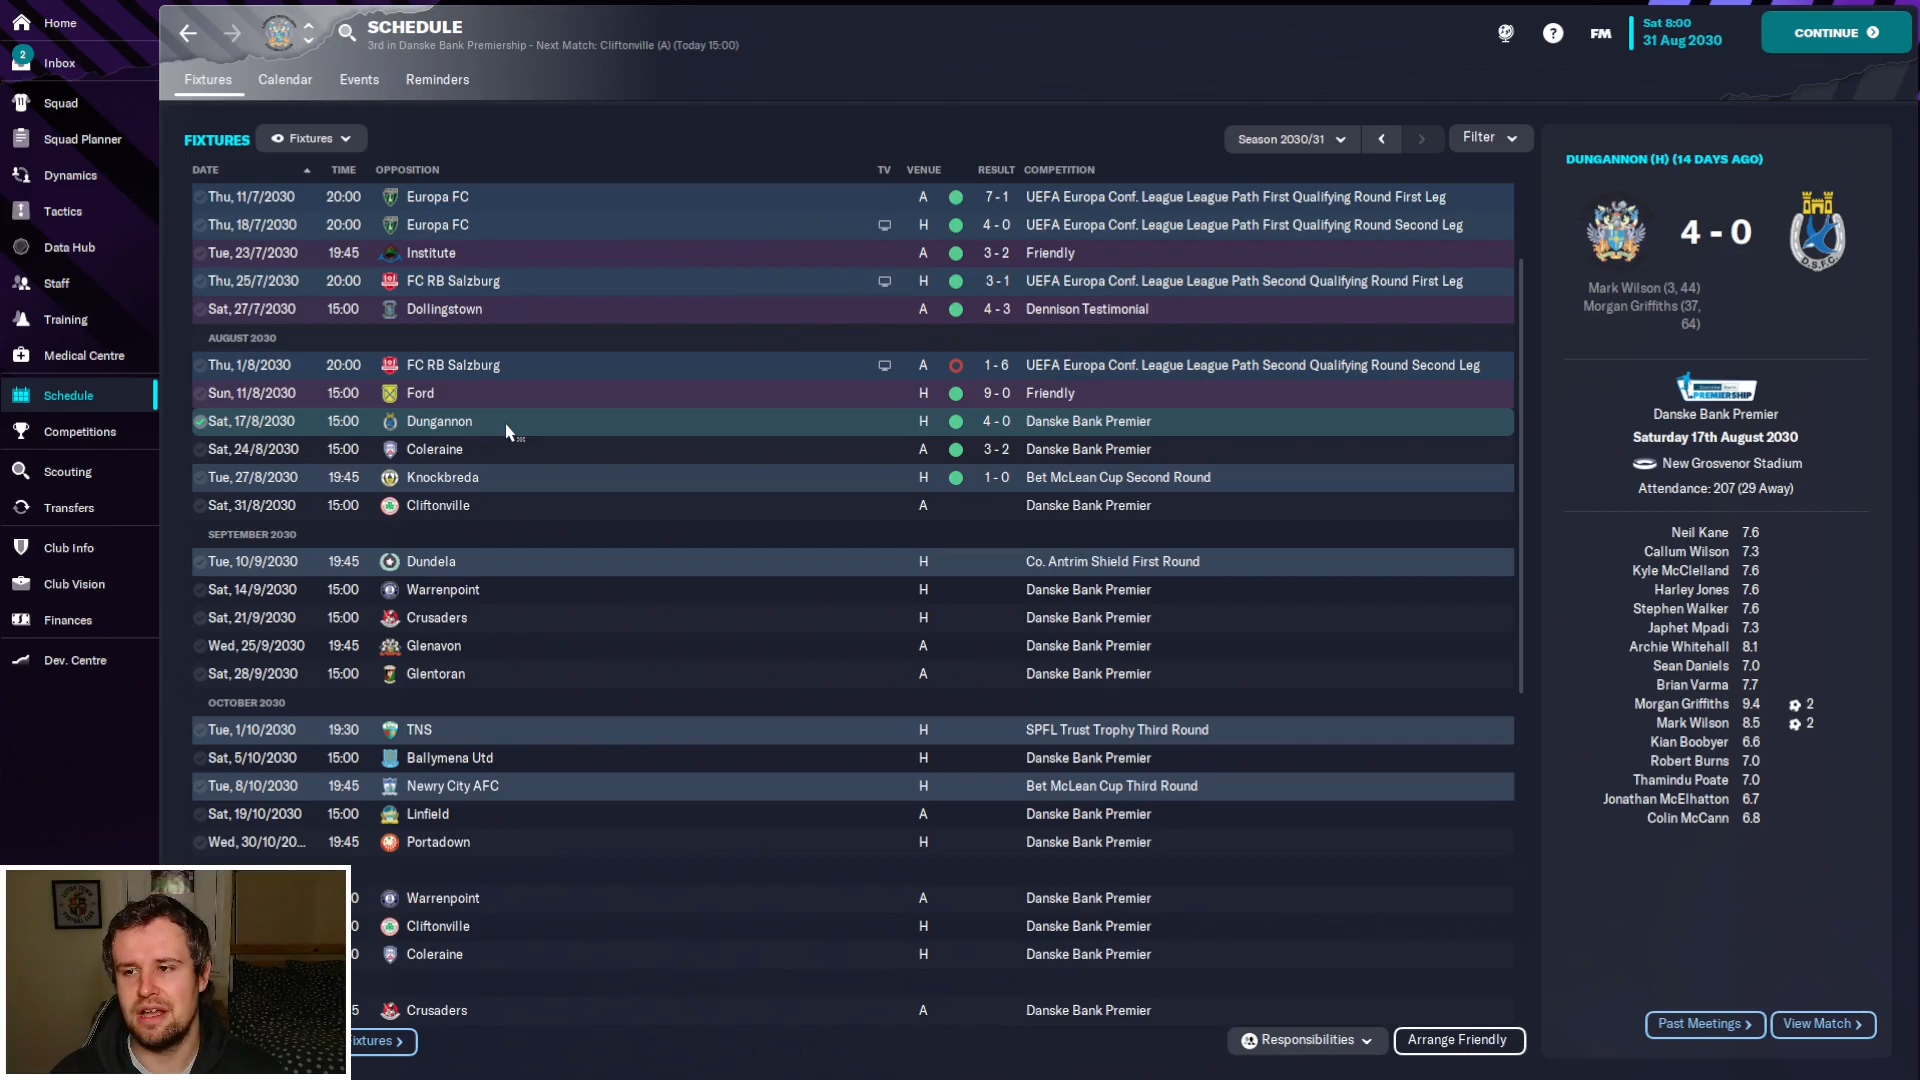 Home
2
Inbox
Squad
Squad Planner
Dynamics
Tactics
Data Hub
Staff
Training
Medical Centre
Schedule
Competitions
Scouting
Transfers
Club Info
Club Vision
Finances
Dev. Centre
SCHEDULE
3rd in Danske Bank Premiership - Next Match: Cliftonville (A) (Today 15:00)
FM
Sat 8:00
31 Aug 2030
CONTINUE
Fixtures Calendar Events Reminders
FIXTURES Fixtures
Season 2030/31 Filter
DATE TIME OPPOSITION TV VENUE RESULT COMPETITION
Thu, 11/7/2030 20:00 Europa FC A 7 - 1 UEFA Europa Conf. League League Path First Qualifying Round First Leg
Thu, 18/7/2030 20:00 Europa FC H 4 - 0 UEFA Europa Conf. League League Path First Qualifying Round Second Leg
Tue, 23/7/2030 19:45 Institute A 3 - 2 Friendly
Thu, 25/7/2030 20:00 FC RB Salzburg H 3 - 1 UEFA Europa Conf. League League Path Second Qualifying Round First Leg
Sat, 27/7/2030 15:00 Dollingstown A 4 - 3 Dennison Testimonial
AUGUST 2030
Thu, 1/8/2030 20:00 FC RB Salzburg A 1 - 6 UEFA Europa Conf. League League Path Second Qualifying Round Second Leg
Sun, 11/8/2030 15:00 Ford H 9 - 0 Friendly
Sat, 17/8/2030 15:00 Dungannon H 4 - 0 Danske Bank Premier
Sat, 24/8/2030 15:00 Coleraine A 3 - 2 Danske Bank Premier
Tue, 27/8/2030 19:45 Knockbreda H 1 - 0 Bet McLean Cup Second Round
Sat, 31/8/2030 15:00 Cliftonville A Danske Bank Premier
SEPTEMBER 2030
Tue, 10/9/2030 19:45 Dundela H Co. Antrim Shield First Round
Sat, 14/9/2030 15:00 Warrenpoint H Danske Bank Premier
Sat, 21/9/2030 15:00 Crusaders H Danske Bank Premier
Wed, 25/9/2030 19:45 Glenavon A Danske Bank Premier
Sat, 28/9/2030 15:00 Glentoran A Danske Bank Premier
OCTOBER 2030
Tue, 1/10/2030 19:30 TNS H SPFL Trust Trophy Third Round
Sat, 5/10/2030 15:00 Ballymena Utd H Danske Bank Premier
Tue, 8/10/2030 19:45 Newry City AFC H Bet McLean Cup Third Round
Sat, 19/10/2030 15:00 Linfield A Danske Bank Premier
Wed, 30/10/20... 19:45 Portadown H Danske Bank Premier
0 Warrenpoint A Danske Bank Premier
0 Cliftonville H Danske Bank Premier
0 Coleraine H Danske Bank Premier
5 Crusaders A Danske Bank Premier
ixtures
Responsibilities Arrange Friendly
DUNGANNON (H) (14 DAYS AGO)
4 - 0
D.S.F.C.
Mark Wilson (3, 44)
Morgan Griffiths (37,
64)
PREMIERSHIP
Danske Bank Premier
Saturday 17th August 2030
New Grosvenor Stadium
Attendance: 207 (29 Away)
Neil Kane 7.6
Callum Wilson 7.3
Kyle McClelland 7.6
Harley Jones 7.6
Stephen Walker 7.6
Japhet Mpadi 7.3
Archie Whitehall 8.1
Sean Daniels 7.0
Brian Varma 7.7
Morgan Griffiths 9.4 2
Mark Wilson 8.5 2
Kian Boobyer 6.6
Robert Burns 7.0
Thamindu Poate 7.0
Jonathan McElhatton 6.7
Colin McCann 6.8
Past Meetings View Match